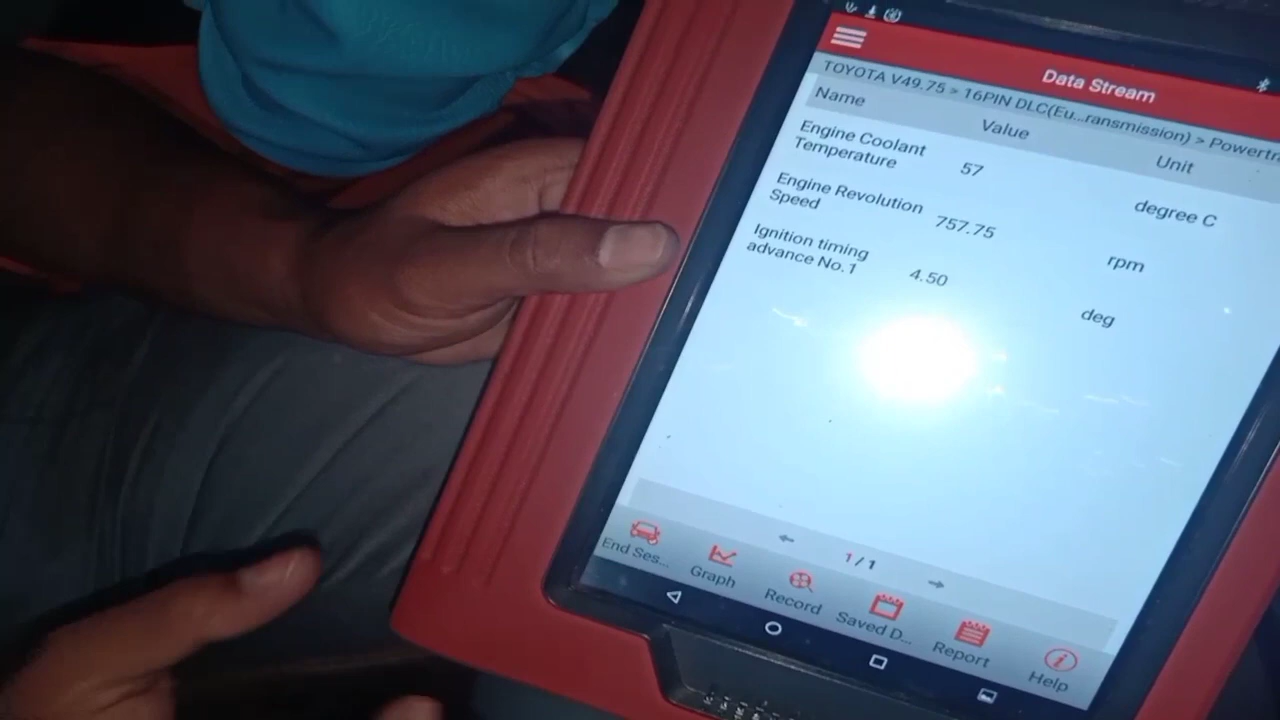 Data Stream
TOYOTA V49.75 > 16PIN DLC(Eu...ransmission) > Powertr
Name Value Unit
Engine Coolant
Temperature 57 degree C
Engine Revolution
Speed 757.75 rpm
Ignition timing
advance No.1 4.50 deg
1/1
End Ses... Graph Record Saved D... Report Help